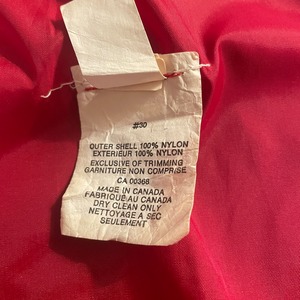 #30
OUTER SHELL 100% NYLON
EXTERIEUR 100% NYLON
EXCLUSIVE OF TRIMMING
GARNITURE NON COMPRISE
CA 00366
MADE IN CANADA
FABRIQUE AU CANADA
DRY CLEAN ONLY
NETTOYAGE A SEC
SEULEMENT